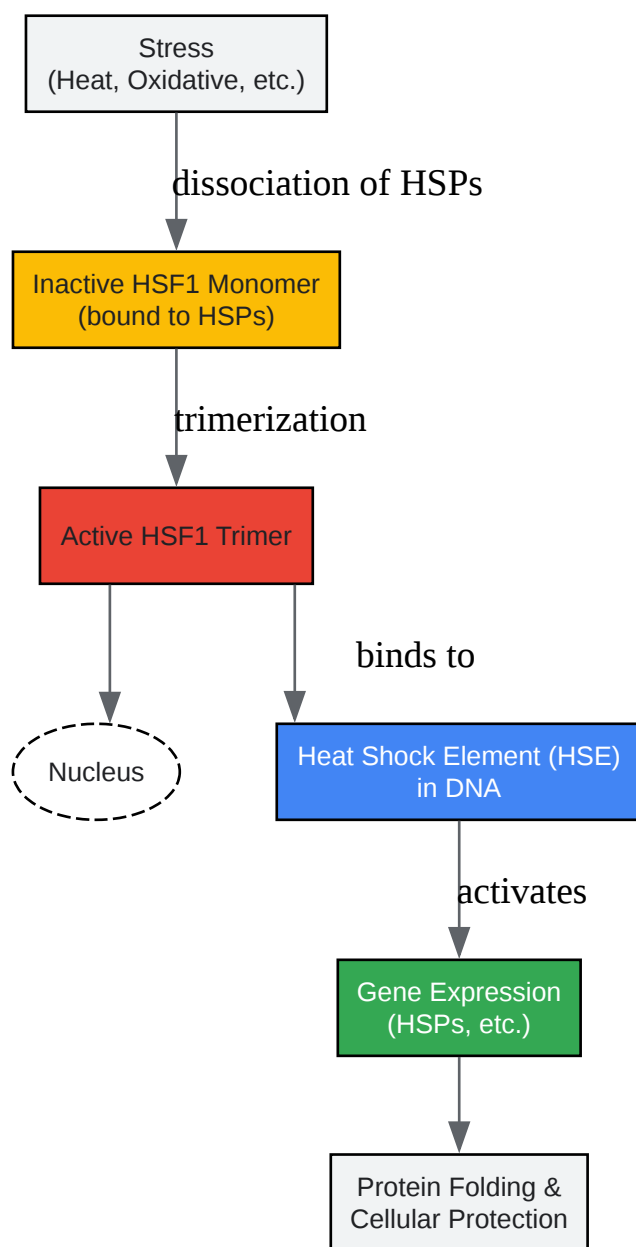 Stress
(Heat, Oxidative, etc.)
dissociation of HSPs
Inactive HSF1 Monomer
(bound to HSPs)
trimerization
Active HSF1 Trimer
binds to
Nucleus
Heat Shock Element (HSE)
in DNA
activates
Gene Expression
(HSPs, etc.)
Protein Folding &
Cellular Protection